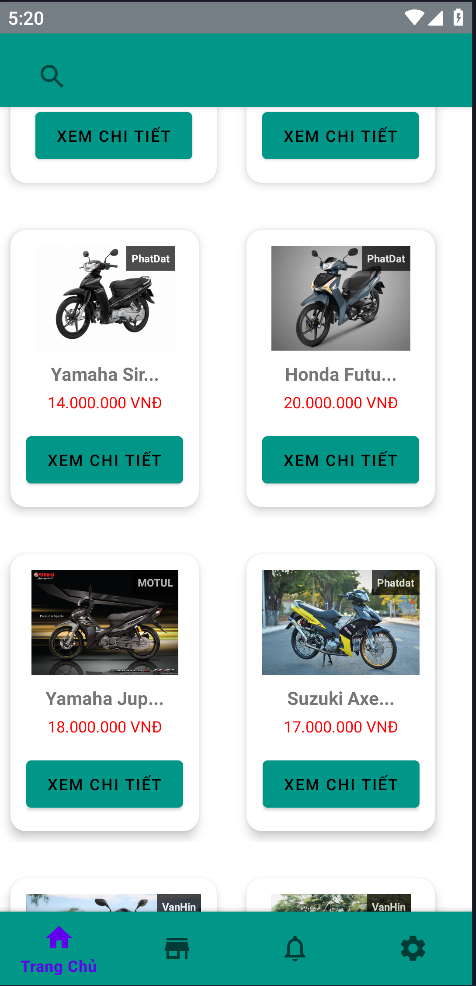 5:20
XEM CHI TIẾT
XEM CHI TIẾT
PhatDat
PhatDat
Yamaha Sir...
Honda Futu...
14.000.000 VNĐ
20.000.000 VNĐ
XEM CHI TIẾT
XEM CHI TIẾT
MOTUL
Phatdat
Yamaha Jup...
Suzuki Axe...
18.000.000 VNĐ
17.000.000 VNĐ
XEM CHI TIẾT
XEM CHI TIẾT
VanHin
VanHin
Trang Chủ